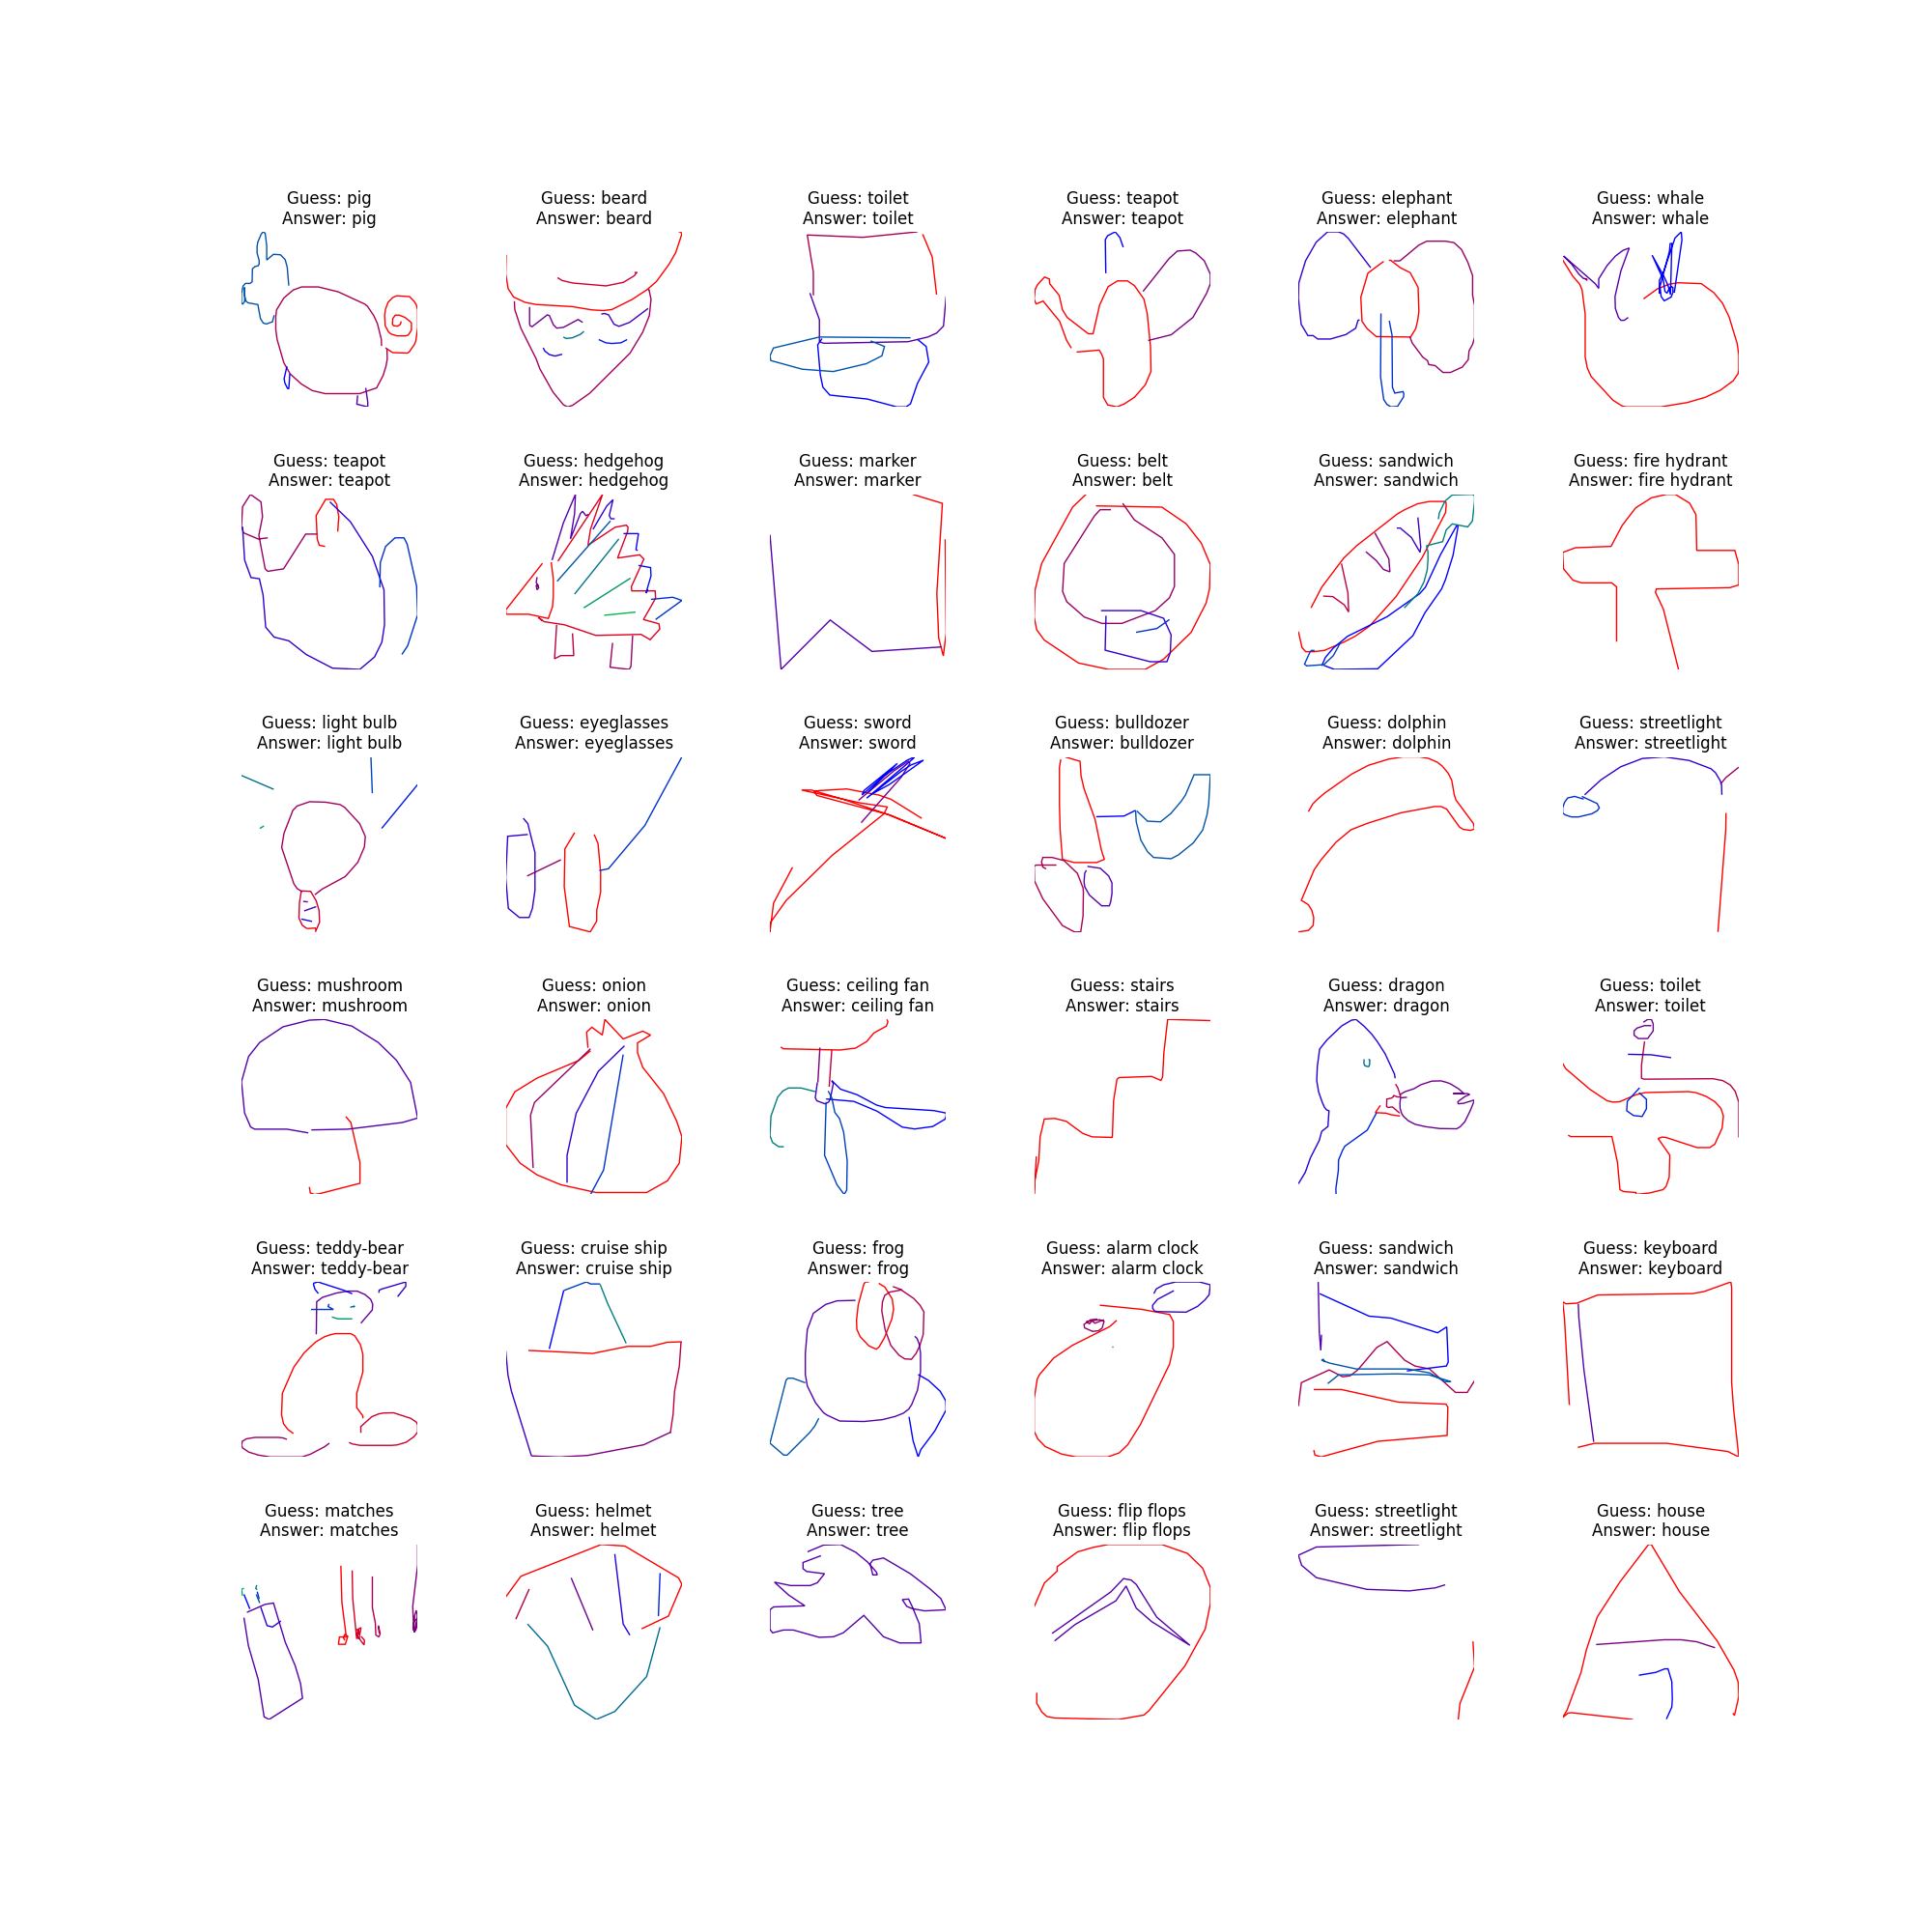 Guess: pig
Answer: pig
Guess: beard
Answer: beard
Guess: toilet
Answer: toilet
Guess: teapot
Answer: teapot
Guess: elephant
Answer: elephant
Guess: whale
Answer: whale
Guess: teapot
Answer: teapot
Guess: hedgehog
Answer: hedgehog
Guess: marker
Answer: marker
Guess: belt
Answer: belt
Guess: sandwich
Answer: sandwich
Guess: fire hydrant
Answer: fire hydrant
Guess: light bulb
Answer: light bulb
Guess: eyeglasses
Answer: eyeglasses
Guess: sword
Answer: sword
Guess: bulldozer
Answer: bulldozer
Guess: dolphin
Answer: dolphin
Guess: streetlight
Answer: streetlight
Guess: mushroom
Answer: mushroom
Guess: onion
Answer: onion
Guess: ceiling fan
Answer: ceiling fan
Guess: stairs
Answer: stairs
Guess: dragon
Answer: dragon
Guess: toilet
Answer: toilet
Guess: teddy-bear
Answer: teddy-bear
Guess: cruise ship
Answer: cruise ship
Guess: frog
Answer: frog
Guess: alarm clock
Answer: alarm clock
Guess: sandwich
Answer: sandwich
Guess: keyboard
Answer: keyboard
Guess: matches
Answer: matches
Guess: helmet
Answer: helmet
Guess: tree
Answer: tree
Guess: flip flops
Answer: flip flops
Guess: streetlight
Answer: streetlight
Guess: house
Answer: house